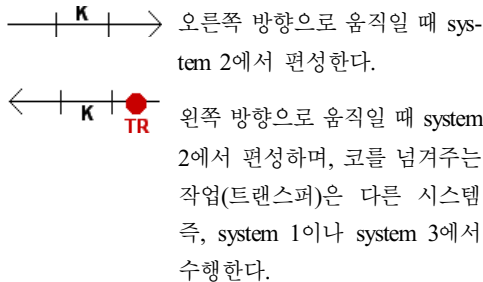 K
오른쪽 방향으로 움직일 때 sys-
tem 2에서 편성한다.
K
TR
왼쪽 방향으로 움직일 때 system
2에서 편성하며, 코를 넘겨주는
작업(트랜스퍼)은 다른 시스템
즉, system 1이나 system 3에서
수행한다.